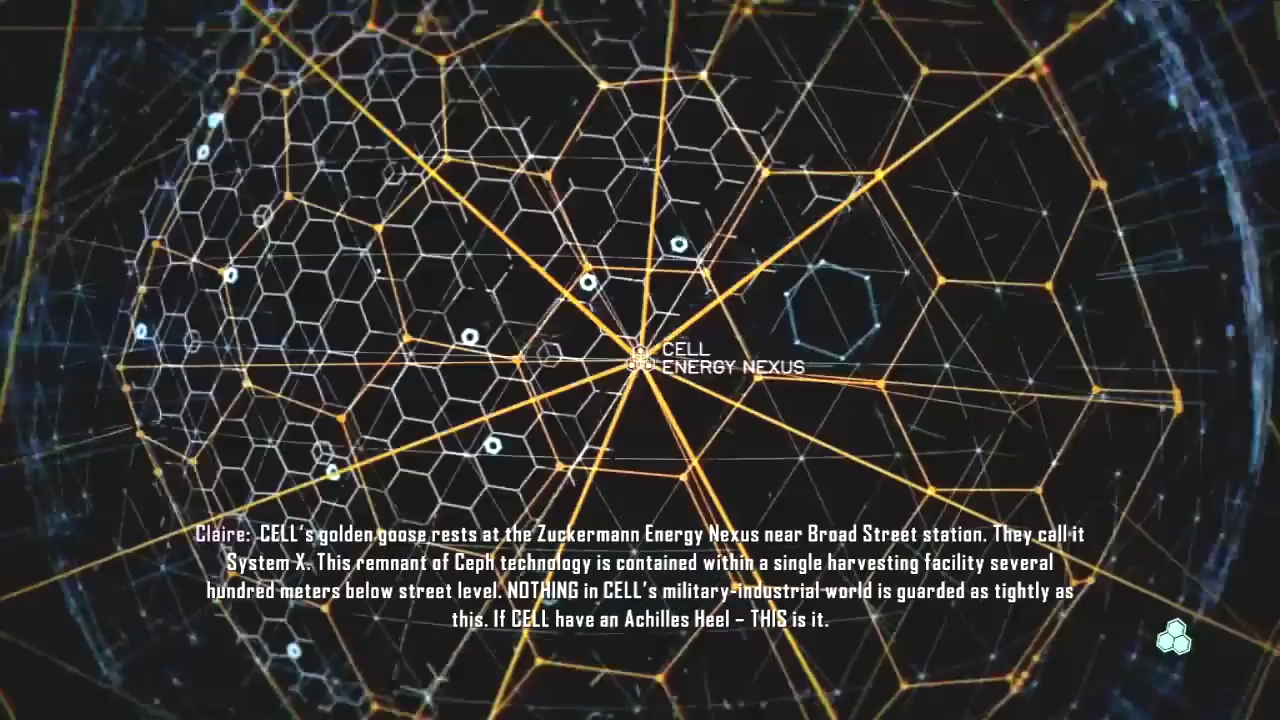 CELL
ENERGY NEXUS
Claire: CELL's golden goose rests at the Zuckermann Energy Nexus near Broad Street station. They call it
System X. This remnant of Ceph technology is contained within a single harvesting facility several
hundred meters below street level. NOTHING in CELL's military-industrial world is guarded as tightly as
this. If CELL have an Achilles Heel – THIS is it.